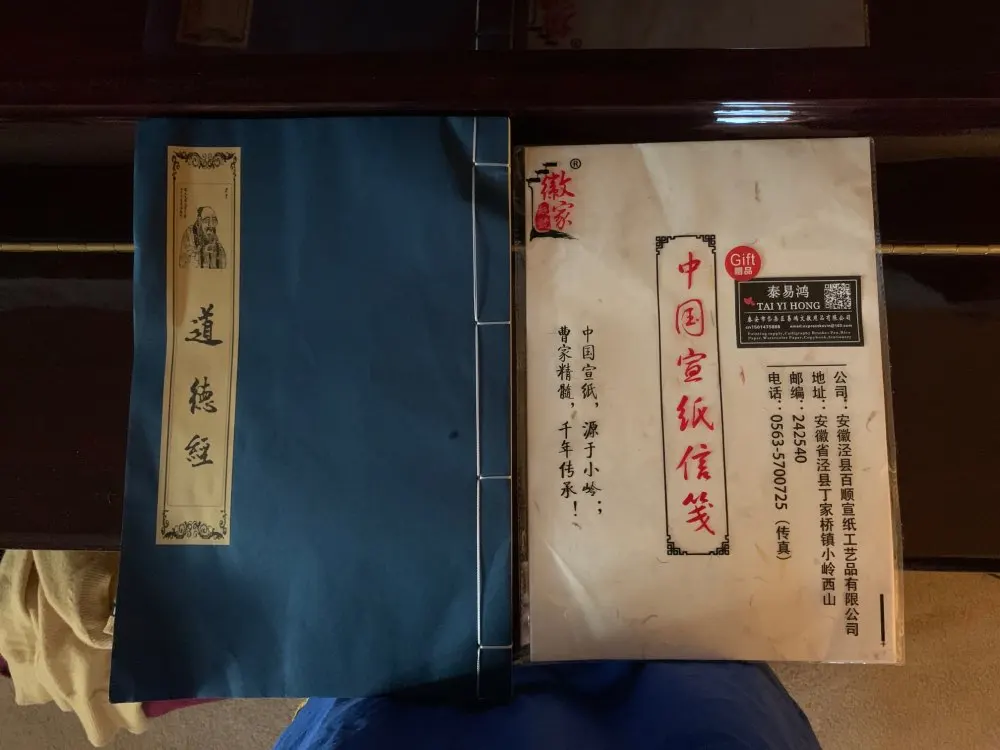 道德經
徽家
®
中国宣纸信笺
Gift
赠品
泰易鸿
TAI YI HONG
中国宣纸，源于小岭；
曹家精髓，千年传承！
公司：安徽泾县百顺宣纸工艺品有限公司
地址：安徽省泾县丁家桥镇小岭西山
邮编：242540
电话：0563-5700725（传真）